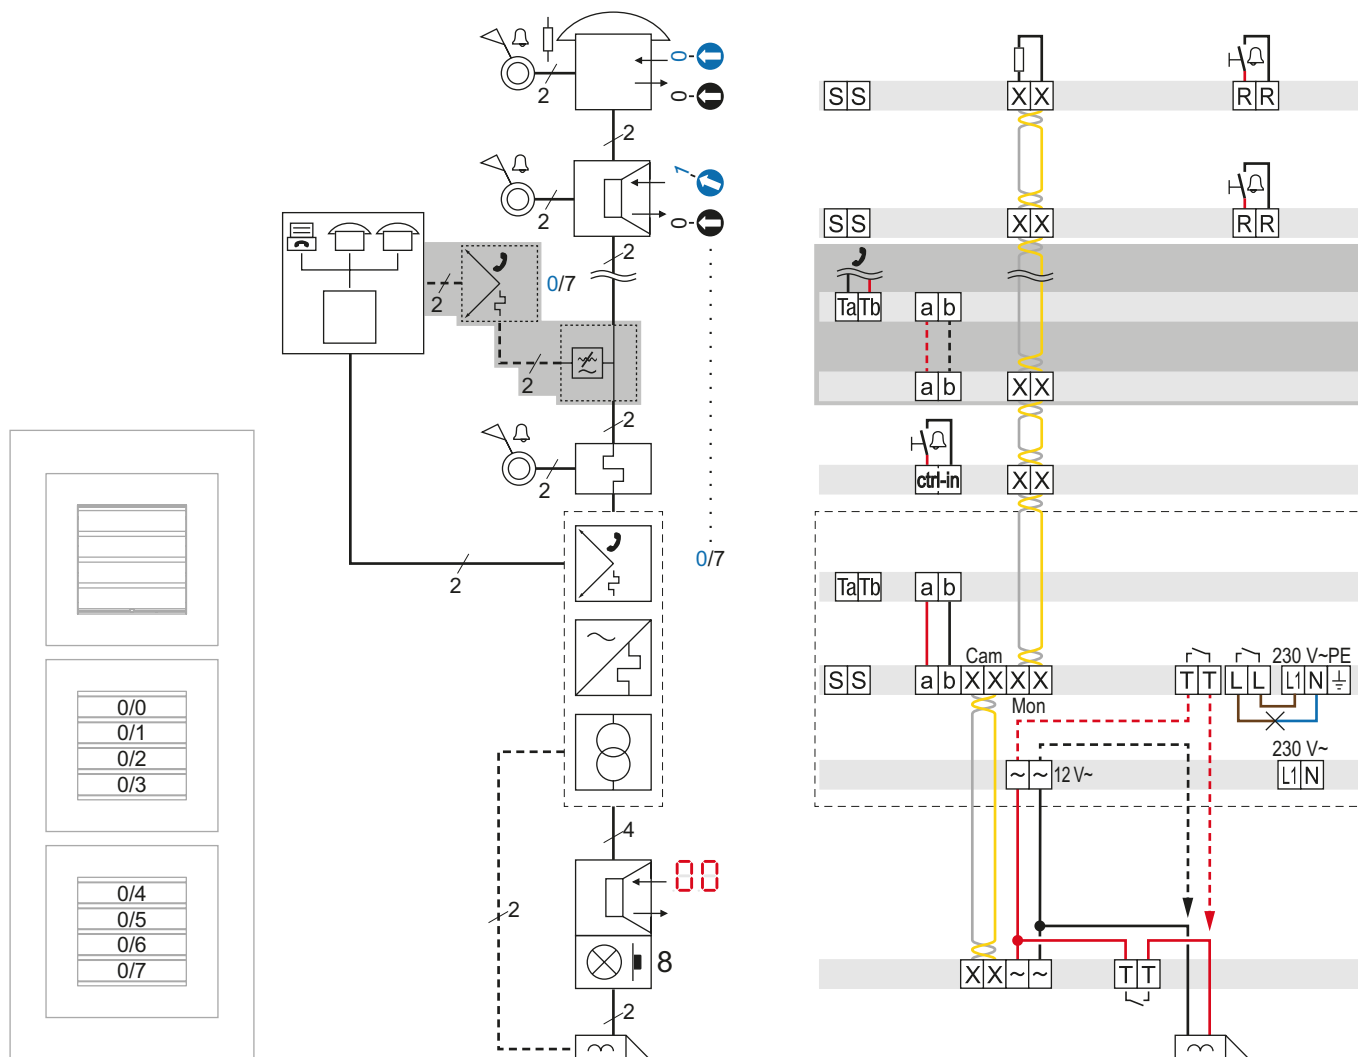 0
2
0
2
1
2
0
2
2
0/7
2
2
2
2
0/7
0/0
0/1
0/2
0/3
4
00
2
0/4
0/5
0/6
0/7
8
2
S S X X R R
S S X X R R
Ta Tb a b
a b X X
ctrl-in X X
Ta Tb a b
Cam 230 V~PE
S S a b X X X X T T L L L1 N
Mon
230 V~
~ ~ 12 V~ L1 N
X X ~ ~ T T